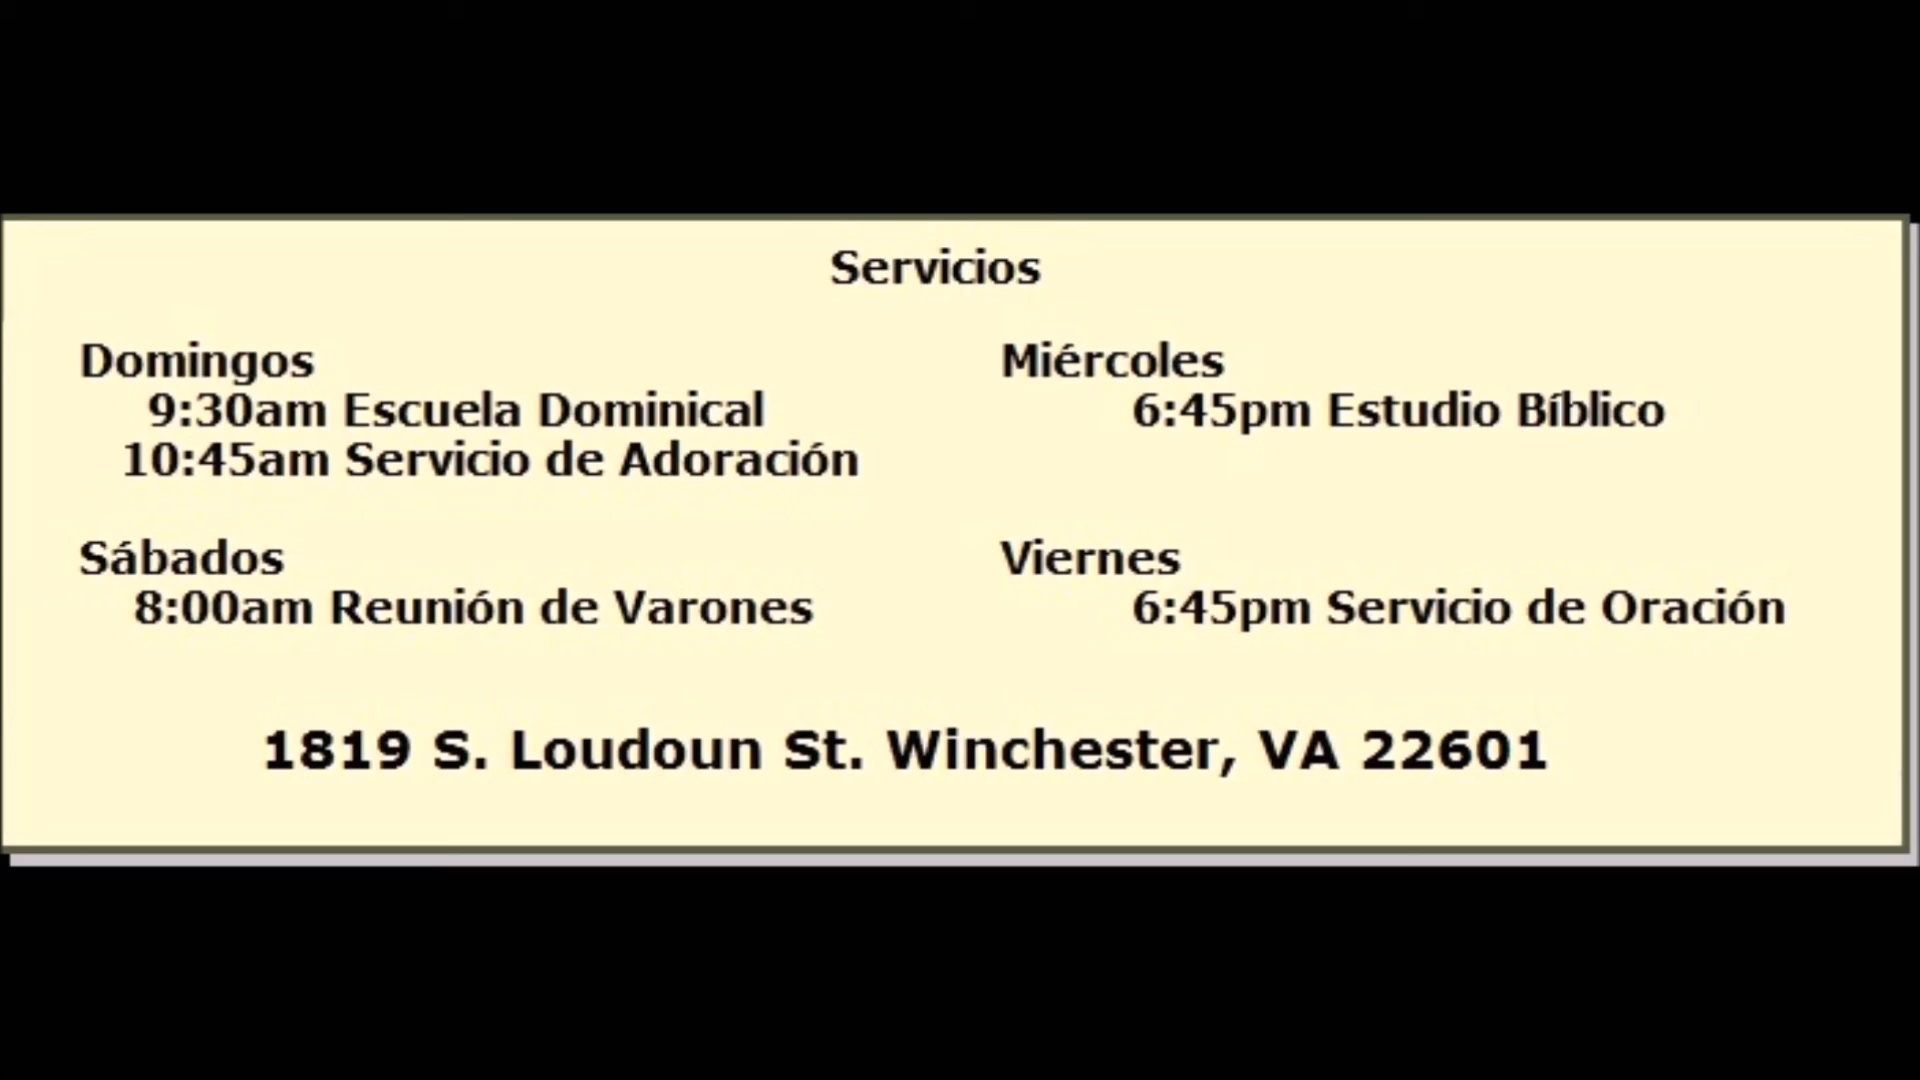 Servicios
Domingos
9:30am Escuela Dominical
10:45am Servicio de Adoración
Miércoles
6:45pm Estudio Bíblico
Sábados
8:00am Reunión de Varones
Viernes
6:45pm Servicio de Oración
1819 S. Loudoun St. Winchester, VA 22601